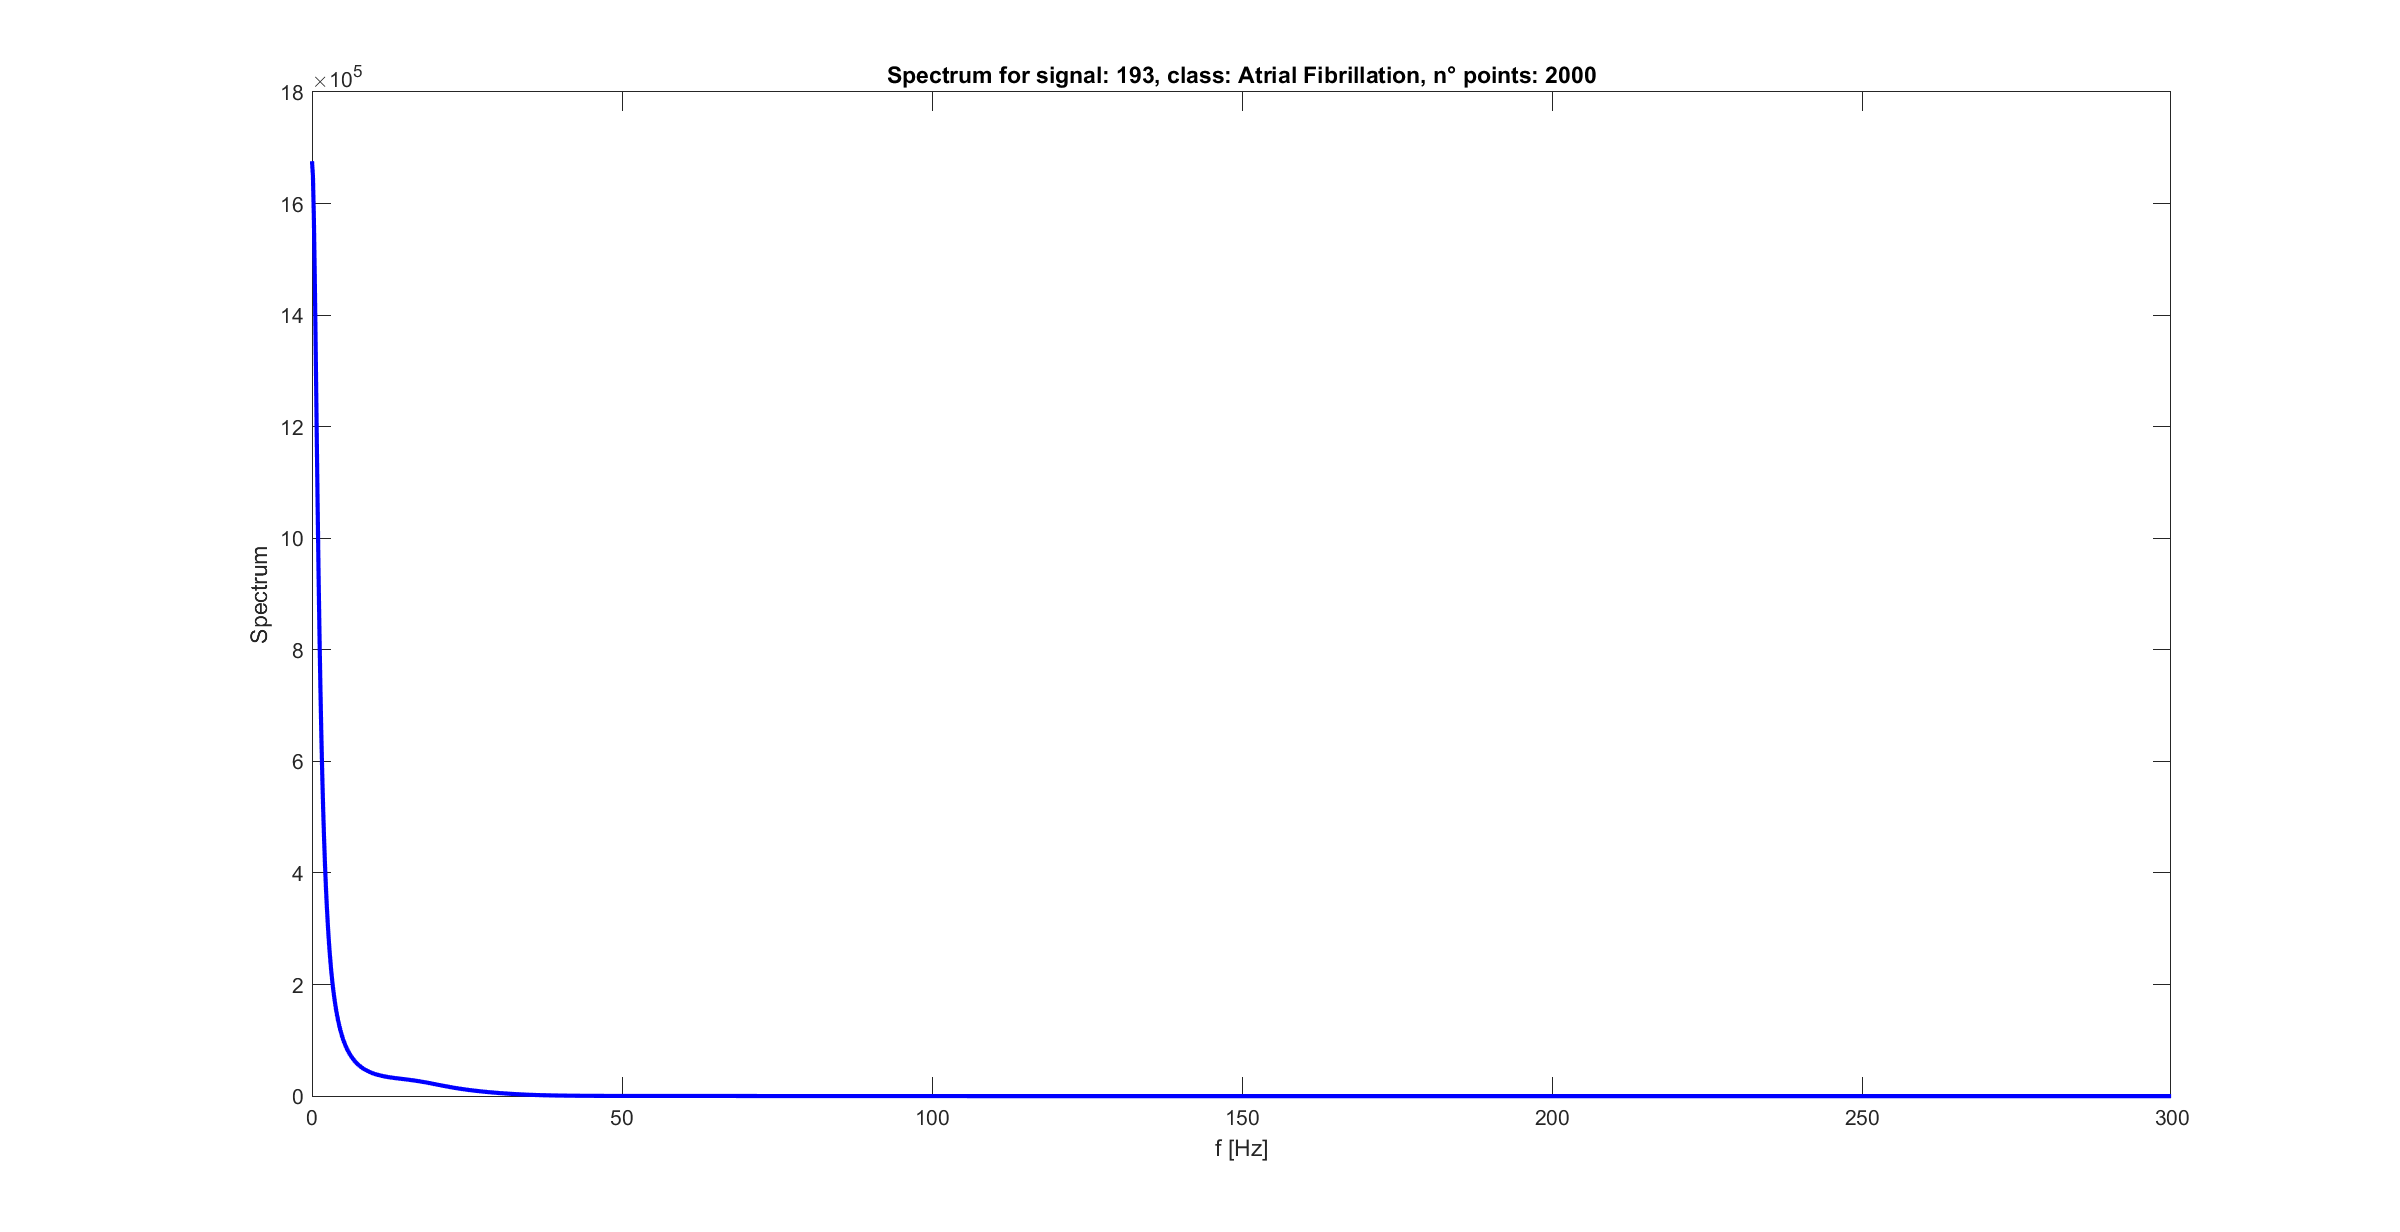 Spectrum for signal: 193, class: Atrial Fibrillation, n° points: 2000
×10^5
18
16
14
12
10
8
6
4
2
0
Spectrum
0 50 100 150 200 250 300
f [Hz]